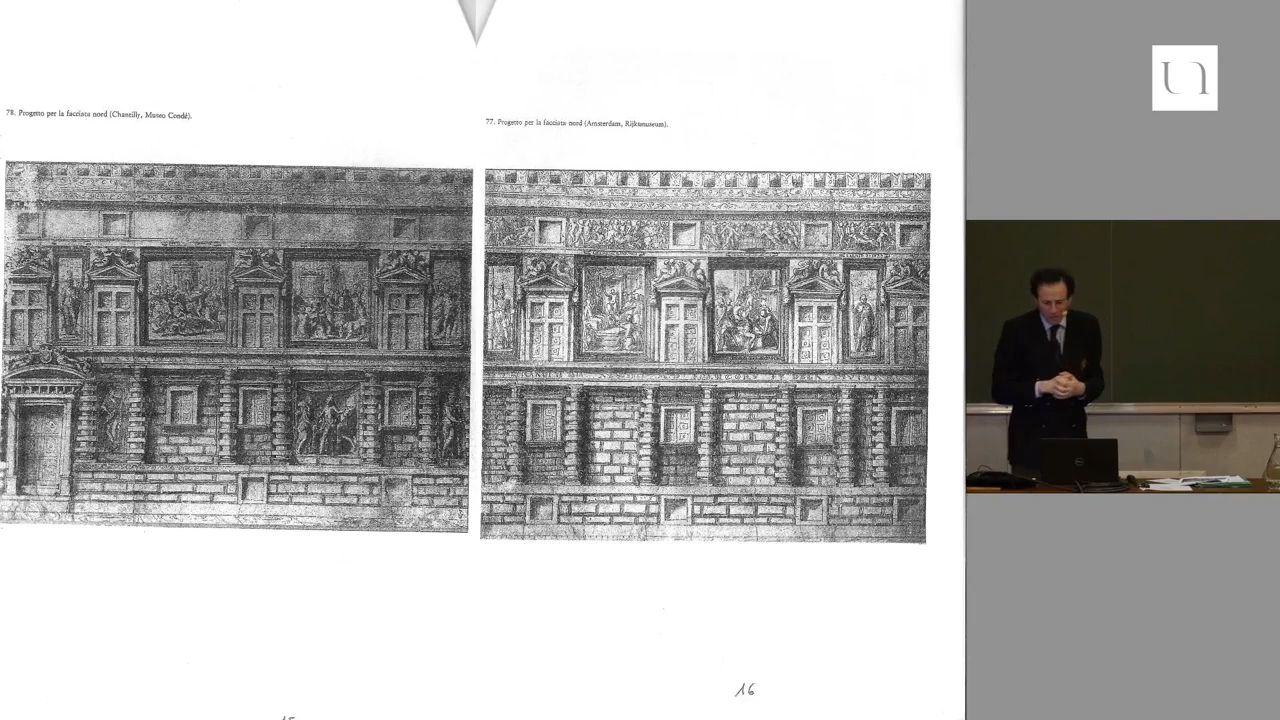 78. Progetto per la facciata nord (Chantilly, Museo Condé).
77. Progetto per la facciata nord (Amsterdam, Rijksmuseum).
16